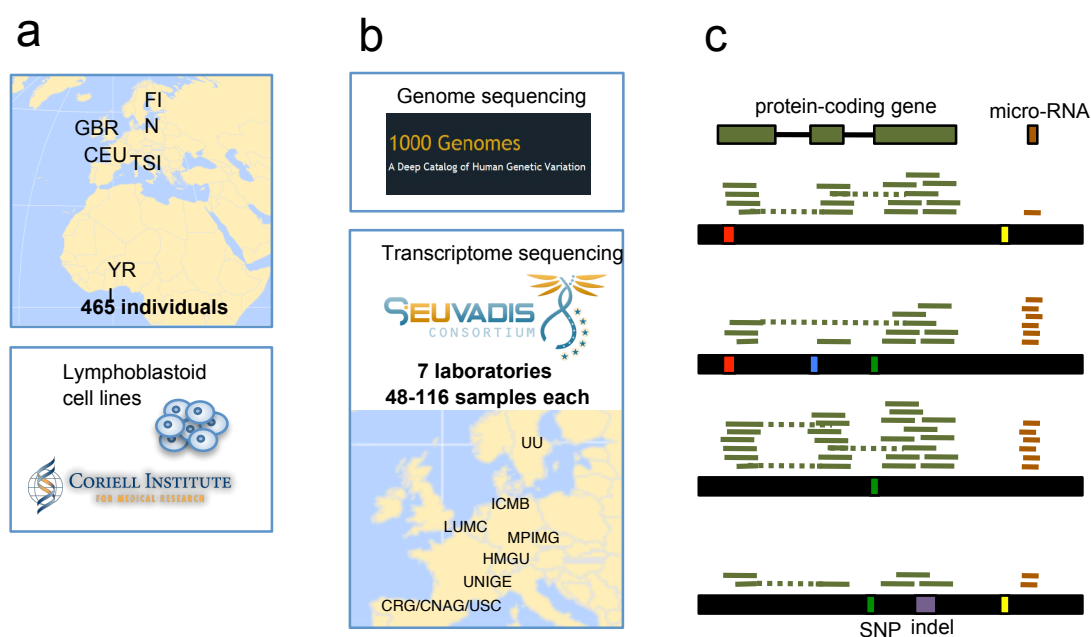 a
FI
N
GBR
CEU
TSI
YR
I
465 individuals
Lymphoblastoid
cell lines
CORIELL INSTITUTE
FOR MEDICAL RESEARCH
b
Genome sequencing
1000 Genomes
A Deep Catalog of Human Genetic Variation
Transcriptome sequencing
GEUVADIS
CONSORTIUM
7 laboratories
48-116 samples each
UU
ICMB
LUMC
MPIMG
HMGU
UNIGE
CRG/CNAG/USC
c
protein-coding gene
micro-RNA
SNP
indel